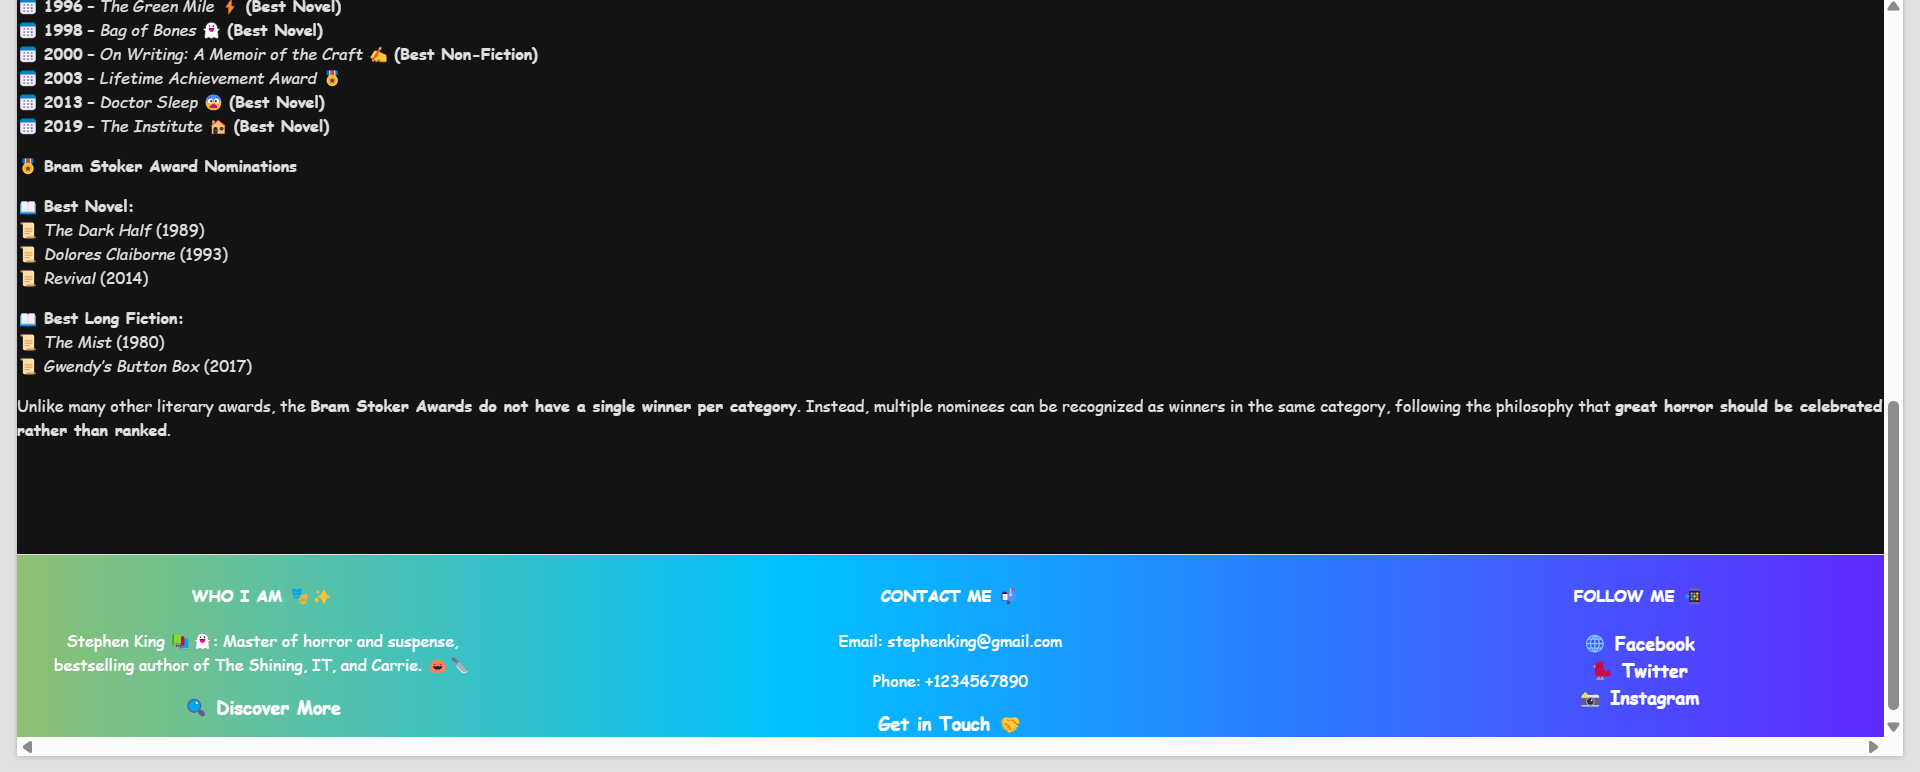 1996 – The Green Mile ⚡ (Best Novel)
1998 – Bag of Bones 👻 (Best Novel)
2000 – On Writing: A Memoir of the Craft ✍️ (Best Non-Fiction)
2003 – Lifetime Achievement Award 🏅
2013 – Doctor Sleep 😨 (Best Novel)
2019 – The Institute 🏠 (Best Novel)
🏅 Bram Stoker Award Nominations
📖 Best Novel:
📜 The Dark Half (1989)
📜 Dolores Claiborne (1993)
📜 Revival (2014)
📖 Best Long Fiction:
📜 The Mist (1980)
📜 Gwendy's Button Box (2017)
Unlike many other literary awards, the Bram Stoker Awards do not have a single winner per category. Instead, multiple nominees can be recognized as winners in the same category, following the philosophy that great horror should be celebrated
rather than ranked.
WHO I AM 🎭✨
Stephen King 📚👻: Master of horror and suspense,
bestselling author of The Shining, IT, and Carrie. 🎃🔪
🔍 Discover More
CONTACT ME 📬
Email: stephenking@gmail.com
Phone: +1234567890
Get in Touch 🤝
FOLLOW ME 📲
🌐 Facebook
🐦 Twitter
📸 Instagram